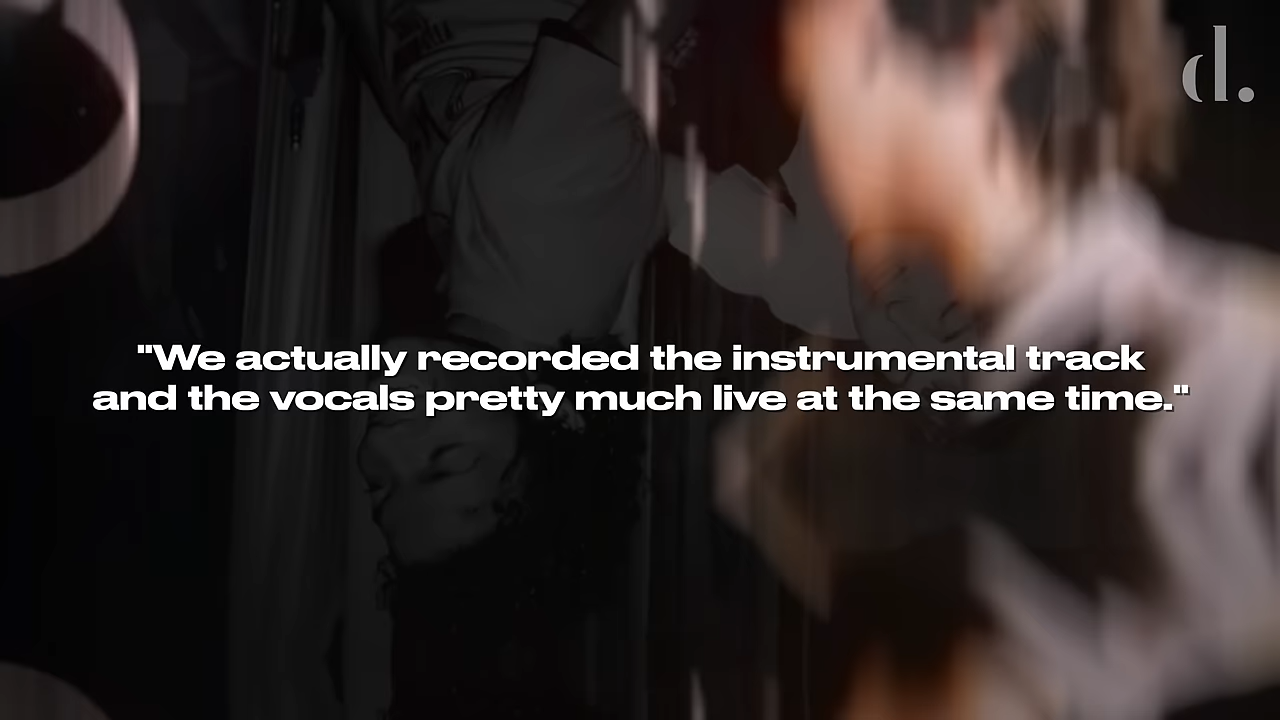 d.
"We actually recorded the instrumental track
and the vocals pretty much live at the same time."